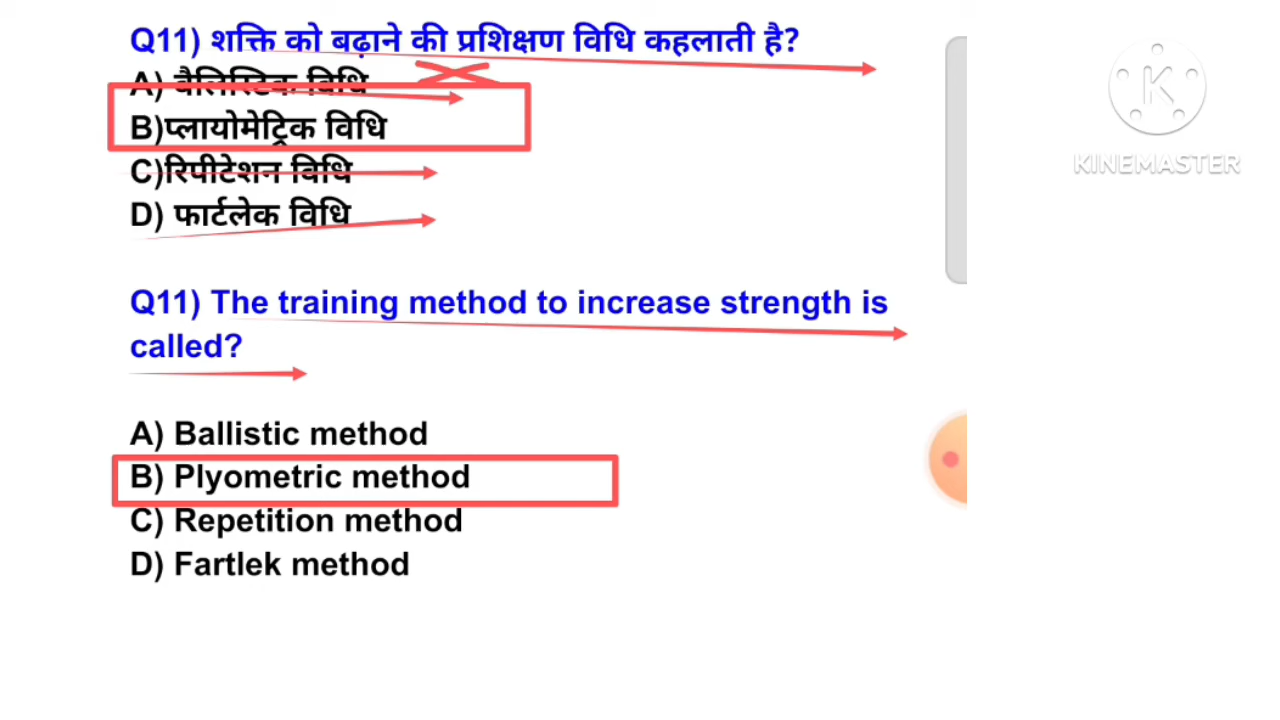 Q11) शक्ति को बढ़ाने की प्रशिक्षण विधि कहलाती है?
A) बैलिस्टिक विधि
B)प्लायोमेट्रिक विधि
C)रिपीटेशन विधि
D) फार्टलेक विधि
Q11) The training method to increase strength is
called?
A) Ballistic method
B) Plyometric method
C) Repetition method
D) Fartlek method
K
KINEMASTER